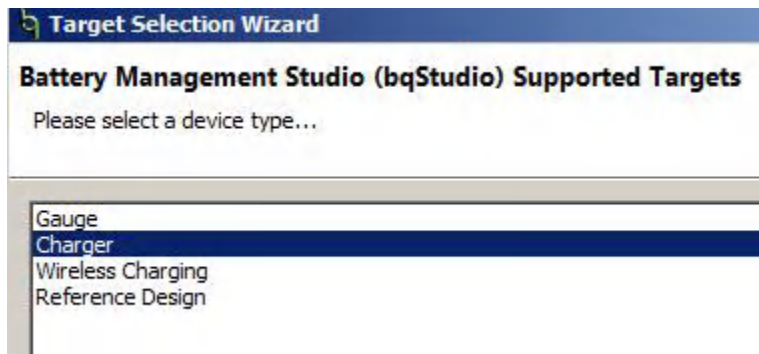 Target Selection Wizard
Battery Management Studio (bqStudio) Supported Targets
Please select a device type...
Gauge
Charger
Wireless Charging
Reference Design